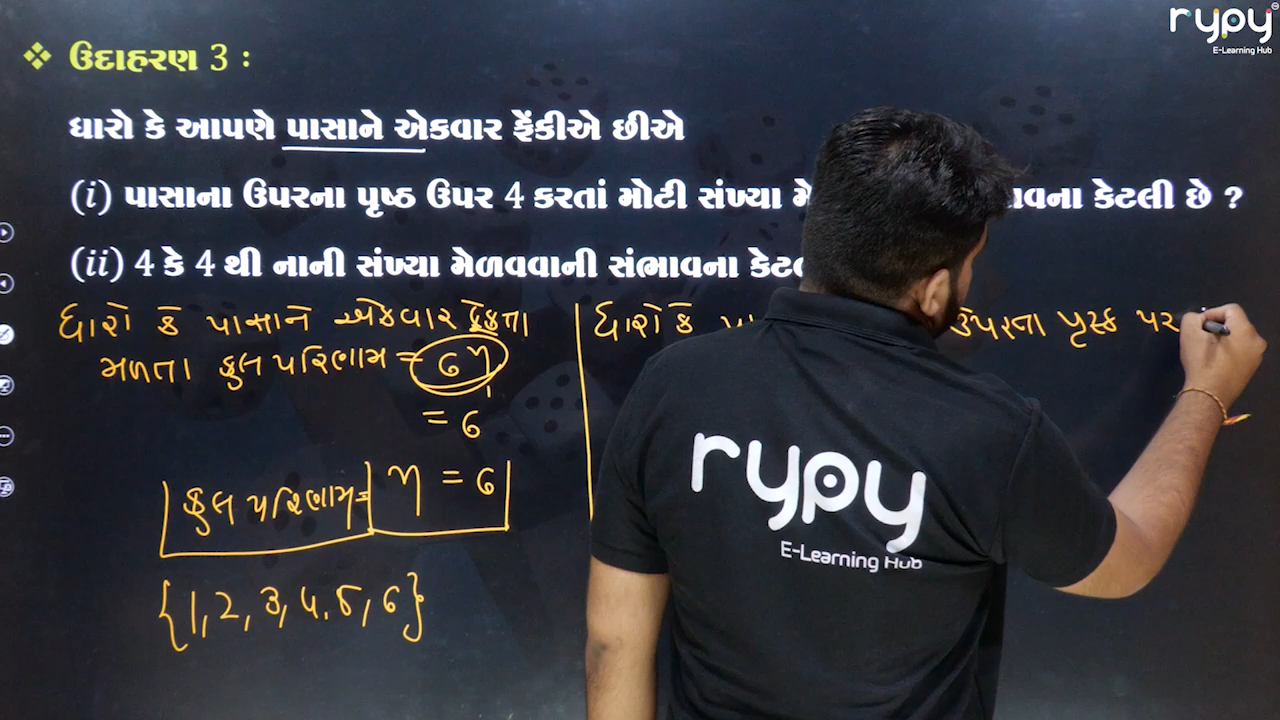 rypy
E-Learning Hub
❖ ઉદાહરણ 3 :
ધારો કે આપણે પાસાને એકવાર ફેંકીએ છીએ
(i) પાસાના ઉપરના પૃષ્ઠ ઉપર 4 કરતાં મોટી સંખ્યા કેટલી છે ?
(ii) 4 કે 4 થી નાની સંખ્યા મેળવવાની સંભાવના
ધારો કે પાસાને એકવાર ફેંકતા
મળતા કુલ પરિણામ = 6^1
= 6
કુલ પરિણામ = n = 6
{1, 2, 3, 4, 5, 6}
ધારો કે ઉપરના પૃષ્ઠ પર
rypy
E-Learning Hub